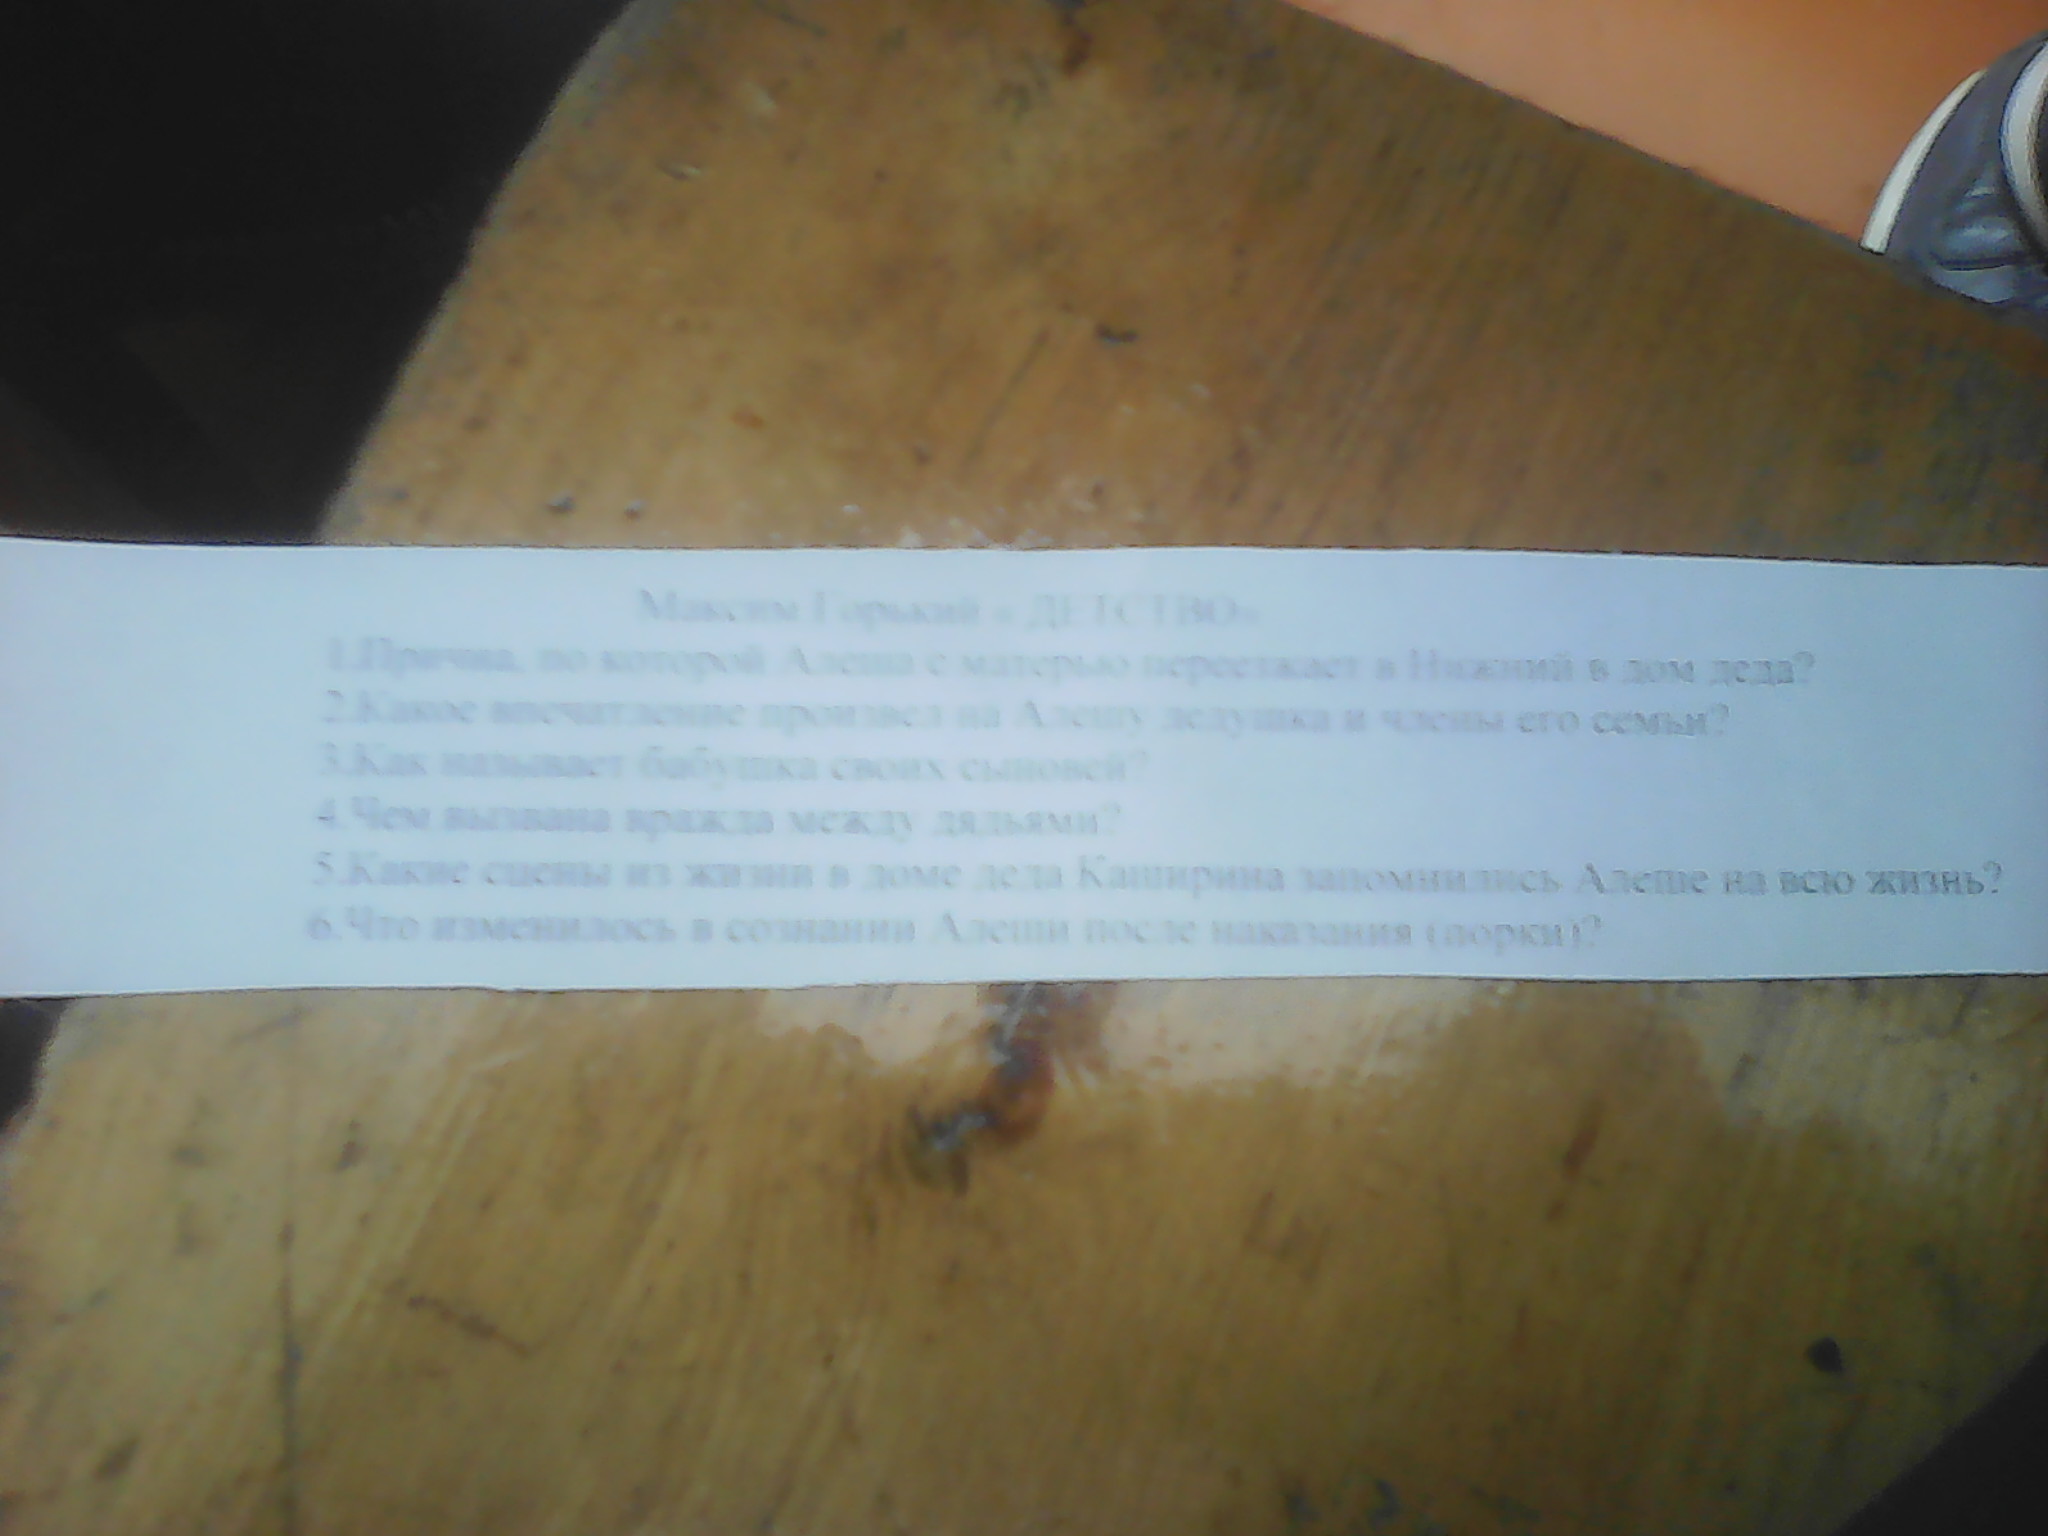 Максим Горький « ДЕТСТВО»
1.Причина, по которой Алеша с матерью переезжает в Нижний в дом деда?
2.Какое впечатление произвел на Алешу дедушка и члены его семьи?
3.Как называет бабушка своих сыновей?
4.Чем вызвана вражда между дядьями?
5.Какие сцены из жизни в доме деда Каширина запомнились Алеше на всю жизнь?
6.Что изменилось в сознании Алеши после наказания (порки)?